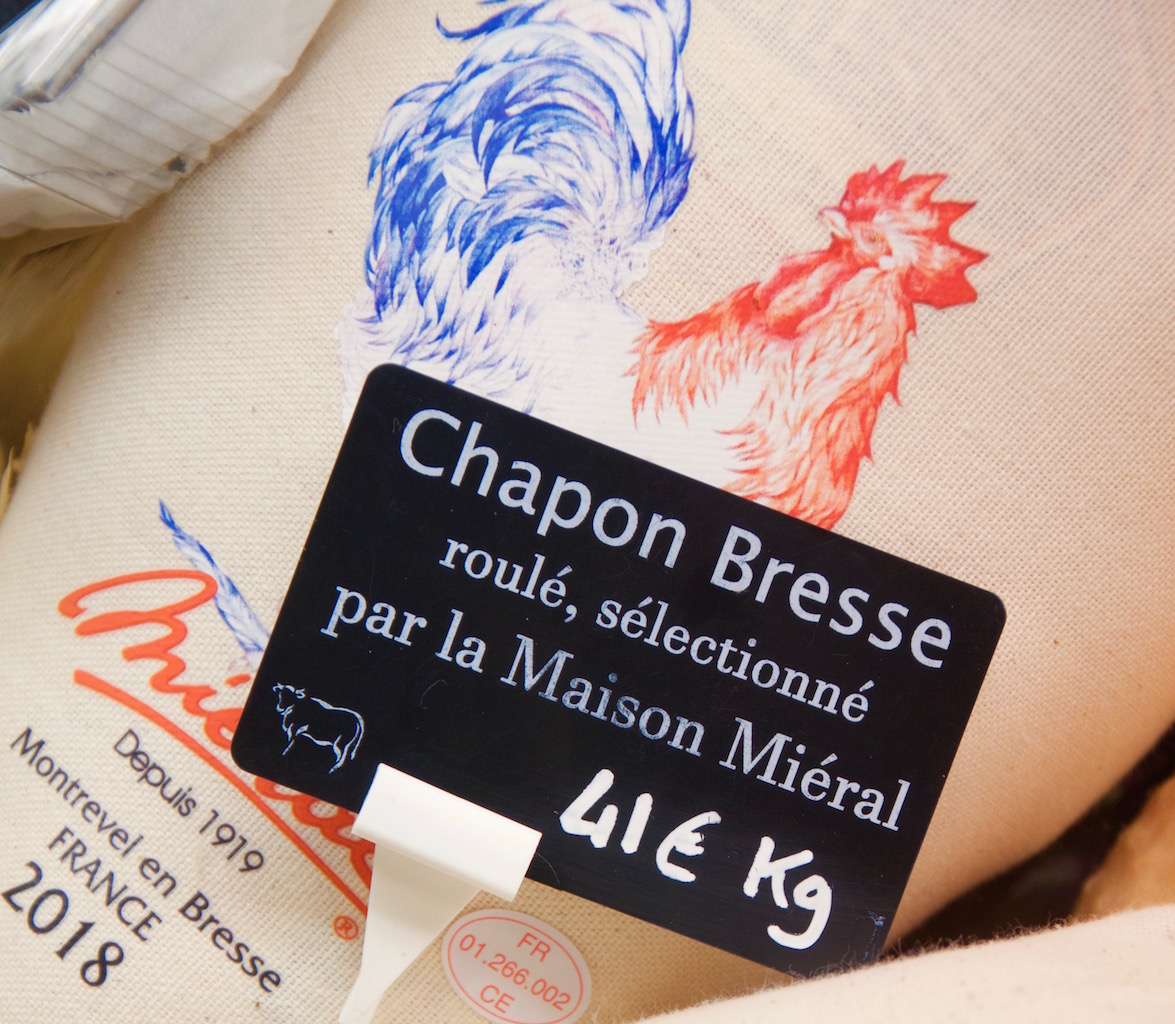 Chapon Bresse
roulé, sélectionné
par la Maison Miéral
41€ Kg
Depuis 1919
Montrevel en Bresse
FRANCE
2018
®
FR
01.266.002
CE